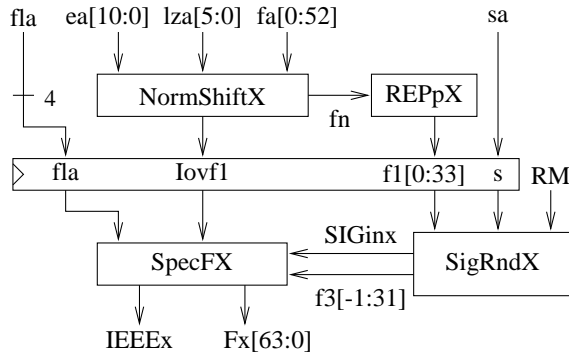 fla ea[10:0] lza[5:0] fa[0:52] sa
4 NormShiftX REPpX
fn
fla Iovf1 f1[0:33] s RM
SIGinx
SpecFX SigRndX
f3[-1:31]
IEEEx Fx[63:0]